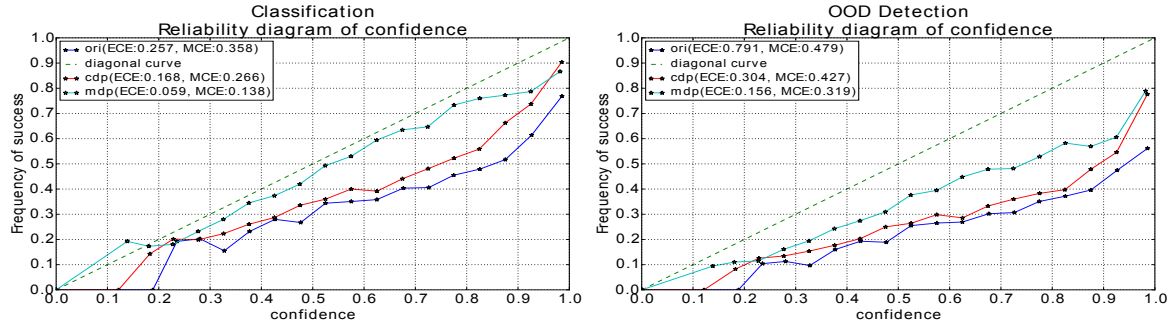 Classification
Reliability diagram of confidence
ori(ECE:0.257, MCE:0.358)
diagonal curve
cdp(ECE:0.168, MCE:0.266)
mdp(ECE:0.059, MCE:0.138)
Frequency of success
1.0
0.9
0.8
0.7
0.6
0.5
0.4
0.3
0.2
0.1
0.0
0.0 0.1 0.2 0.3 0.4 0.5 0.6 0.7 0.8 0.9 1.0
confidence
OOD Detection
Reliability diagram of confidence
ori(ECE:0.791, MCE:0.479)
diagonal curve
cdp(ECE:0.304, MCE:0.427)
mdp(ECE:0.156, MCE:0.319)
Frequency of success
1.0
0.9
0.8
0.7
0.6
0.5
0.4
0.3
0.2
0.1
0.0
0.0 0.1 0.2 0.3 0.4 0.5 0.6 0.7 0.8 0.9 1.0
confidence